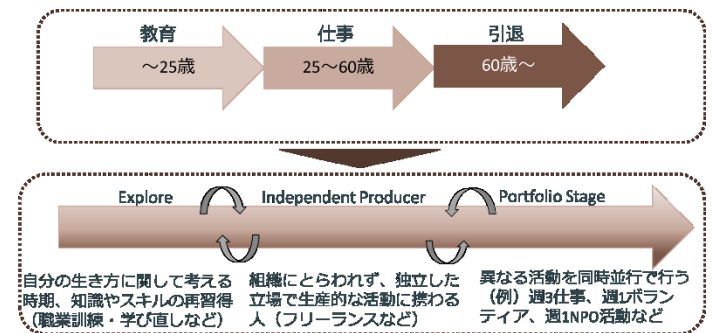 教育 仕事 引退
～25歳 25～60歳 60歳～
Explore Independent Producer Portfolio Stage
自分の生き方に関して考える
時期、知識やスキルの再習得
（職業訓練・学び直しなど）
組織にとらわれず、独立した
立場で生産的な活動に携わる
人（フリーランスなど）
異なる活動を同時並行で行う
（例）週3仕事、週1ボラン
ティア、週1NPO活動など